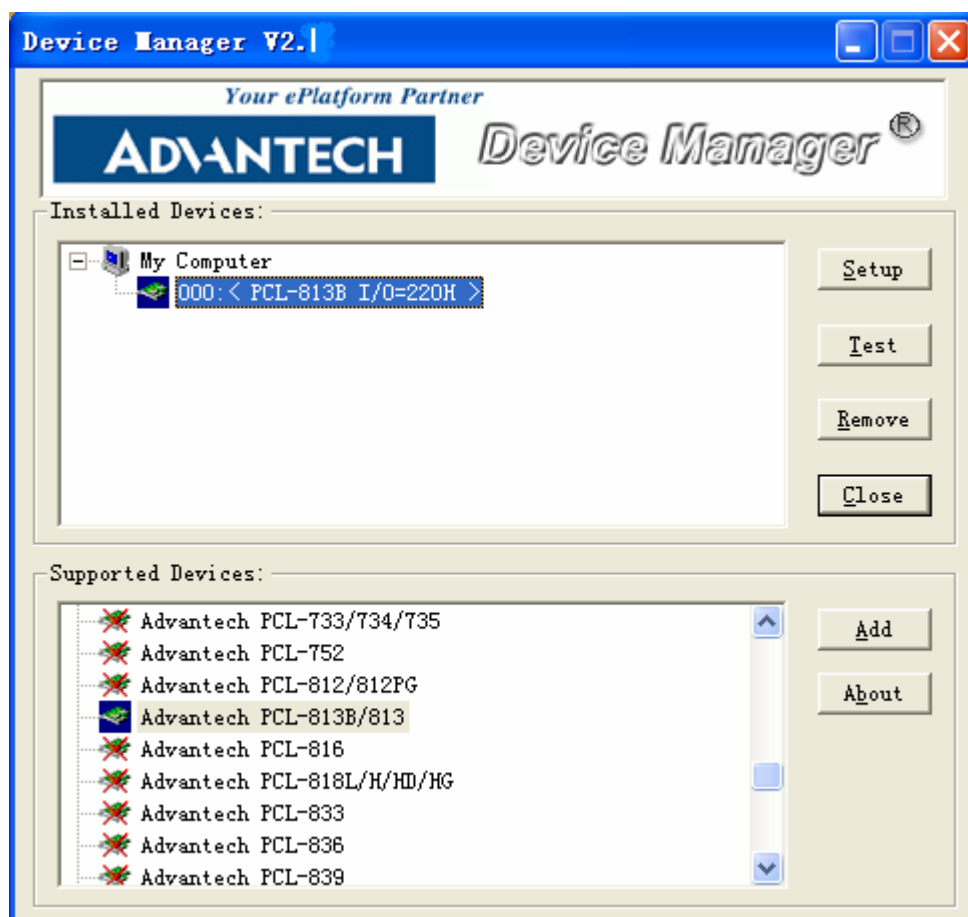 Device Manager V2.
Your ePlatform Partner
ADVANTECH
Device Manager ®
Installed Devices:
My Computer
000:< PCL-813B I/O=220H >
Setup
Test
Remove
Close
Supported Devices:
Advantech PCL-733/734/735
Advantech PCL-752
Advantech PCL-812/812PG
Advantech PCL-813B/813
Advantech PCL-816
Advantech PCL-818L/H/HD/HG
Advantech PCL-833
Advantech PCL-836
Advantech PCL-839
Add
About